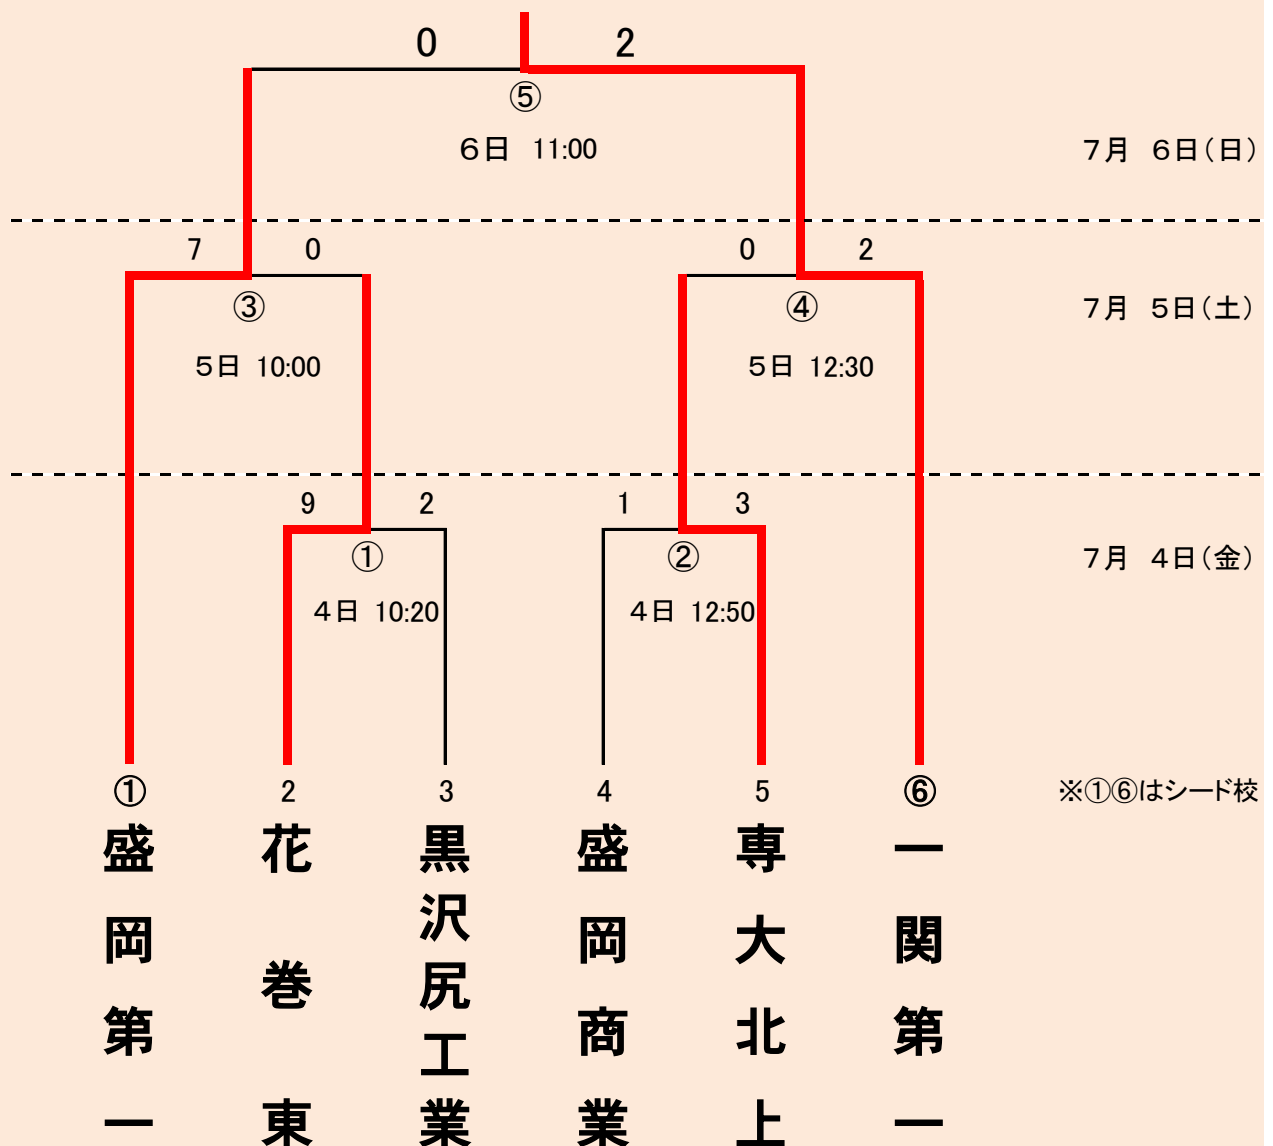 0 2
⑤
６日 11:00
７月 ６日(日)
7 0 0 2
③ ④
７月 ５日(土)
５日 10:00 ５日 12:30
9 2 1 3
① ②
７月 ４日(金)
４日 10:20 ４日 12:50
① 2 3 4 5 ⑥
※①⑥はシード校
盛岡第一
花巻東
黒沢尻工業
盛岡商業
専大北上
一関第一